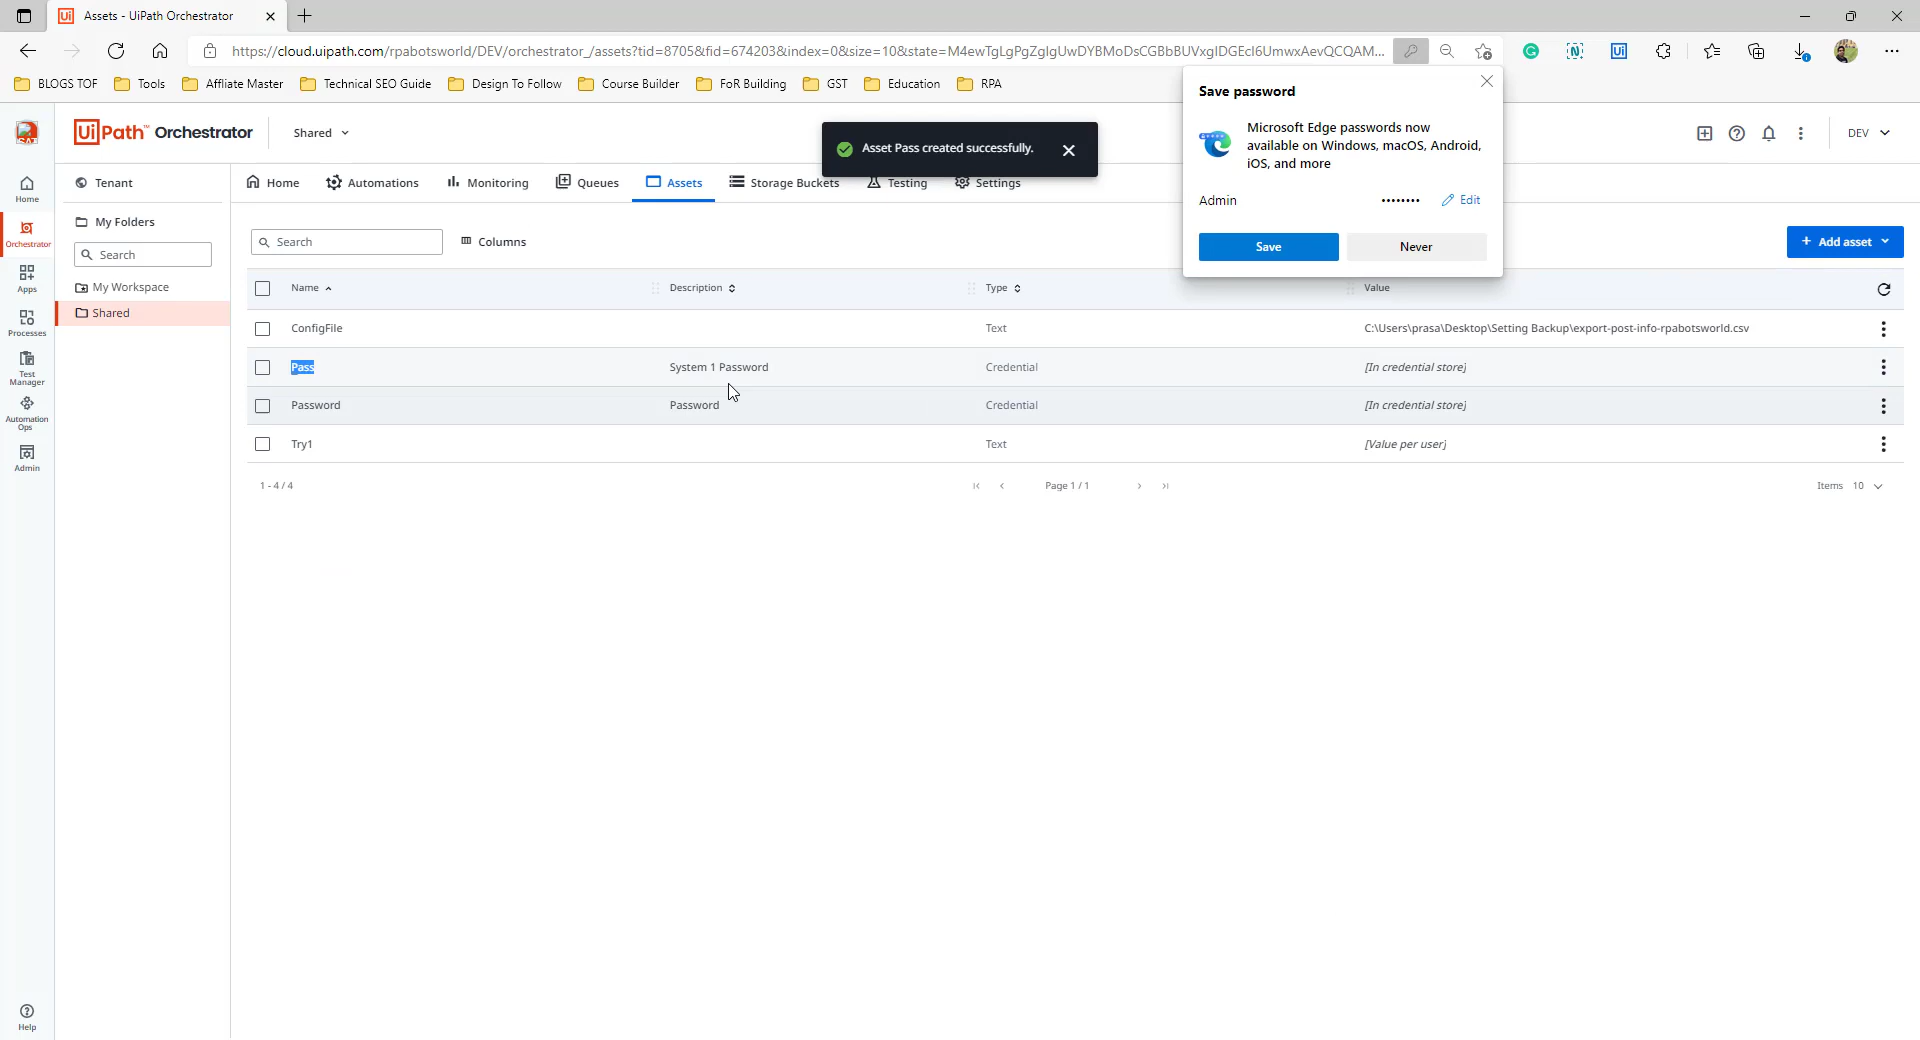 Assets - UiPath Orchestrator
https://cloud.uipath.com/rpabotsworld/DEV/orchestrator_/assets?tid=8705&fid=674203&index=0&size=10&state=M4ewTgLgPgZglgUwDYBMoDsCGBbBUVxgIDGEcI6UmwxAevQCQAM...
BLOGS TOF Tools Affliate Master Technical SEO Guide Design To Follow Course Builder FoR Building GST Education RPA
Save password
Microsoft Edge passwords now
available on Windows, macOS, Android,
iOS, and more
Admin •••••••• Edit
Save Never
UiPath™ Orchestrator Shared
Asset Pass created successfully.
DEV
Home
Orchestrator
Apps
Processes
Test
Manager
Automation
Ops
Admin
Help
Tenant
My Folders
Search
My Workspace
Shared
Home Automations Monitoring Queues Assets Storage Buckets Testing Settings
Search Columns + Add asset
Name Description Type Value
ConfigFile Text C:\Users\prasa\Desktop\Setting Backup\export-post-info-rpabotsworld.csv
Pass System 1 Password Credential [In credential store]
Password Password Credential [In credential store]
Try1 Text [Value per user]
1 - 4 / 4 Page 1 / 1 Items 10